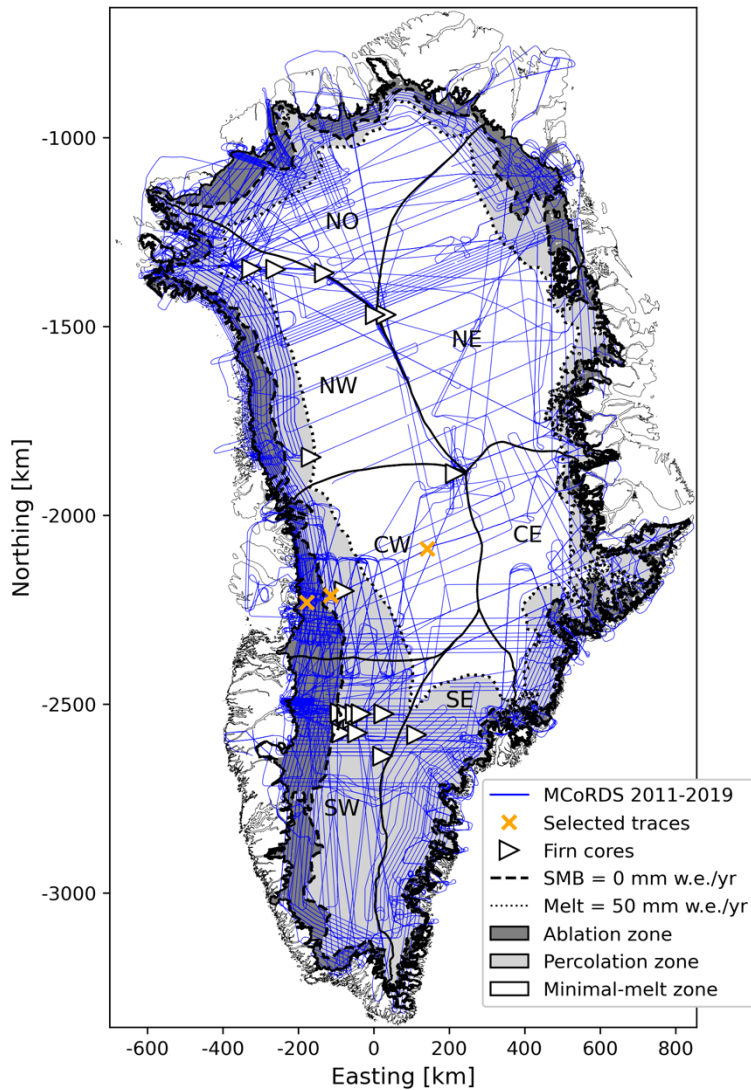 -1000
-1500
-2000
-2500
-3000
Northing [km]
NO
NE
NW
CW
CE
SE
SW
MCoRDS 2011-2019
Selected traces
Firn cores
SMB = 0 mm w.e./yr
Melt = 50 mm w.e./yr
Ablation zone
Percolation zone
Minimal-melt zone
-600 -400 -200 0 200 400 600 800
Easting [km]